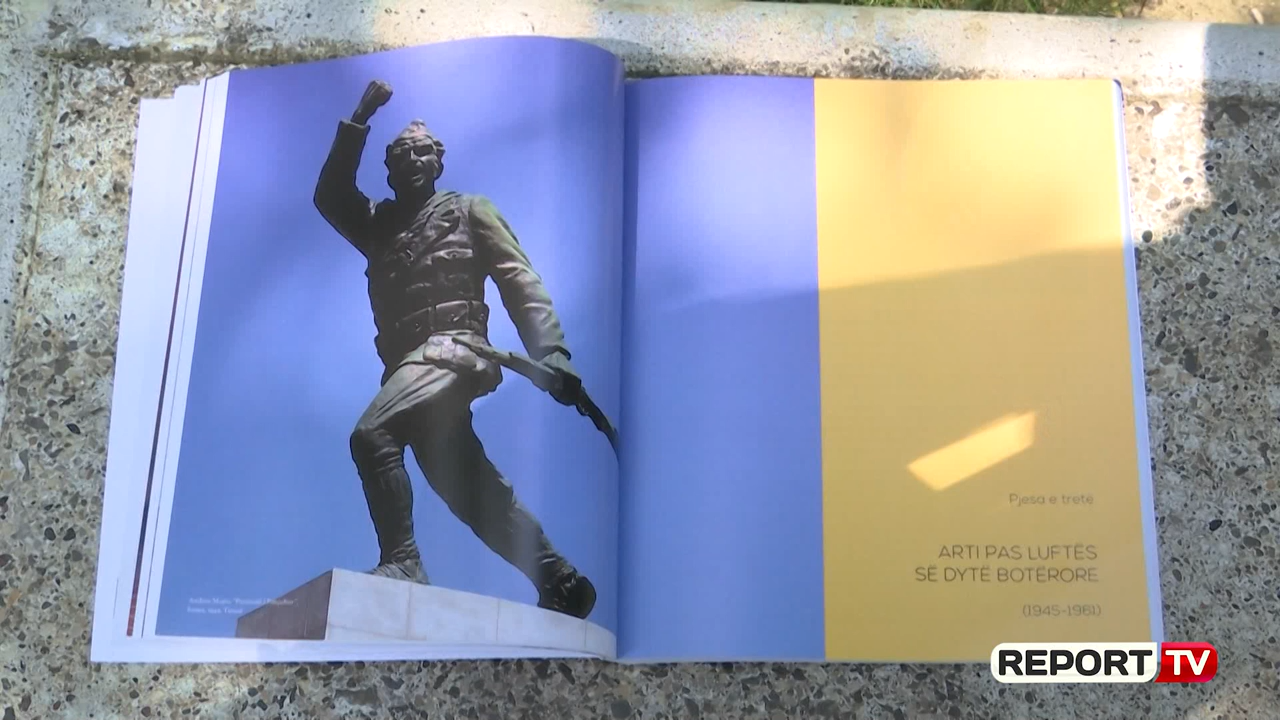 Pjesa e tretë
ARTI PAS LUFTËS
SË DYTË BOTËRORE
(1945-1961)
REPORT TV